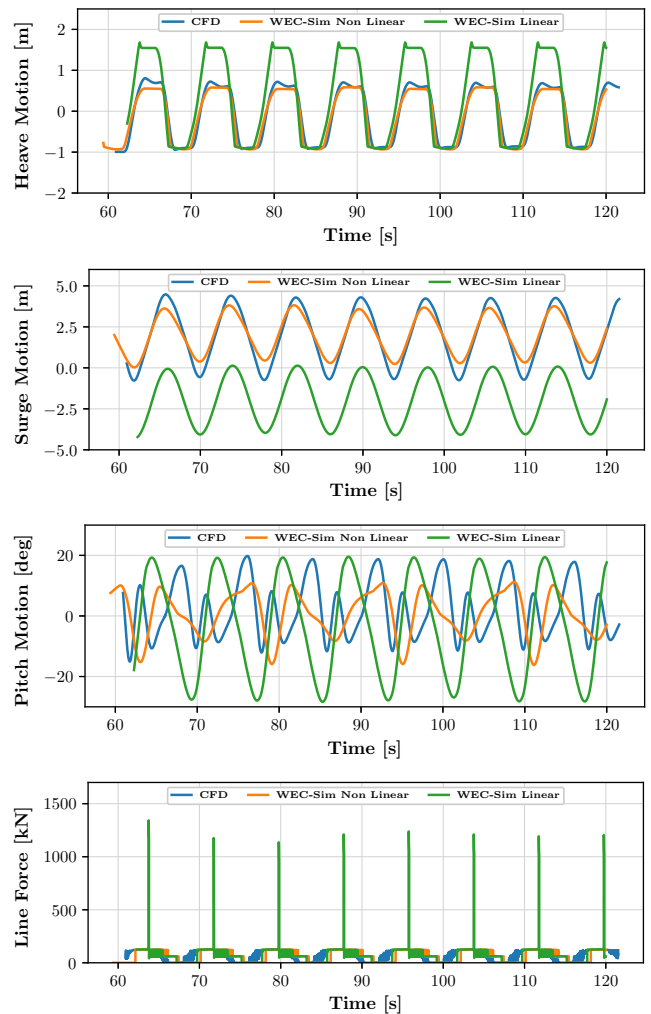 CFD WEC-Sim Non Linear WEC-Sim Linear
Heave Motion [m]
2
1
0
−1
−2
60 70 80 90 100 110 120
Time [s]
CFD WEC-Sim Non Linear WEC-Sim Linear
Surge Motion [m]
5.0
2.5
0.0
−2.5
−5.0
60 70 80 90 100 110 120
Time [s]
CFD WEC-Sim Non Linear WEC-Sim Linear
Pitch Motion [deg]
20
0
−20
60 70 80 90 100 110 120
Time [s]
CFD WEC-Sim Non Linear WEC-Sim Linear
Line Force [kN]
1500
1000
500
0
60 70 80 90 100 110 120
Time [s]